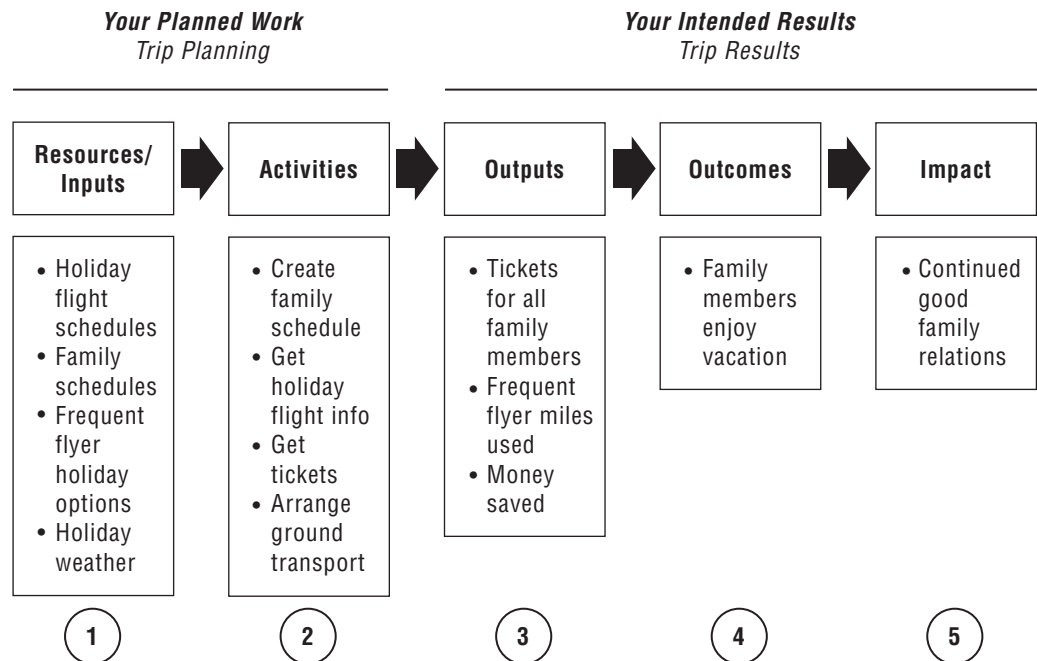 Your Planned Work
Trip Planning
Your Intended Results
Trip Results
Resources/
Inputs
Activities
Outputs
Outcomes
Impact
• Holiday
flight
schedules
• Family
schedules
• Frequent
flyer
holiday
options
• Holiday
weather
• Create
family
schedule
• Get
holiday
flight info
• Get
tickets
• Arrange
ground
transport
• Tickets
for all
family
members
• Frequent
flyer miles
used
• Money
saved
• Family
members
enjoy
vacation
• Continued
good
family
relations
1
2
3
4
5